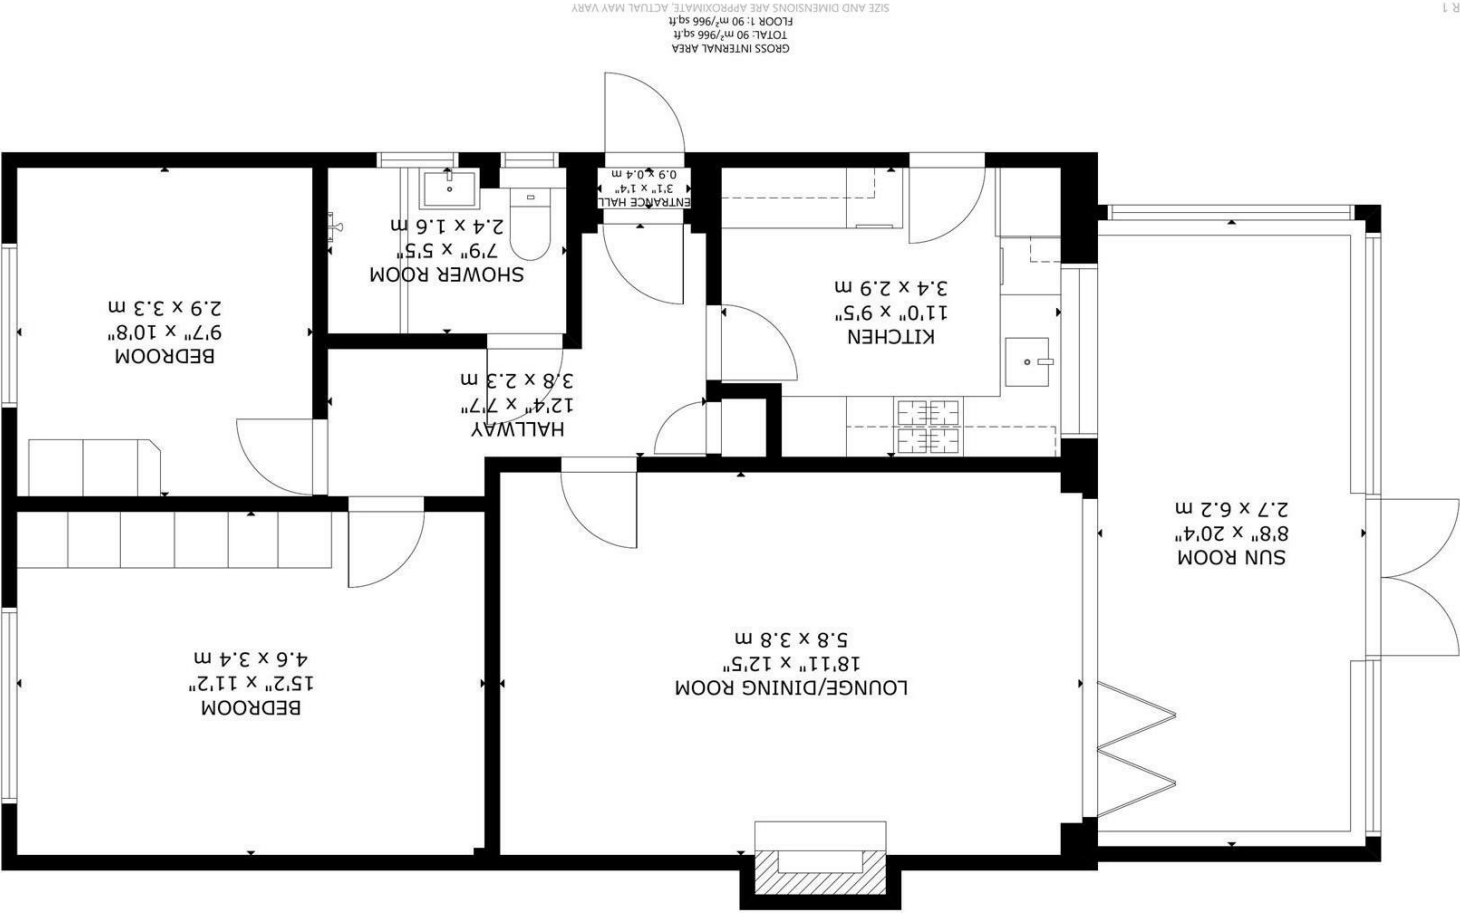 BEDROOM
15'2" x 11'2"
4.6 x 3.4 m
LOUNGE/DINING ROOM
18'11" x 12'5"
5.8 x 3.8 m
SUN ROOM
8'8" x 20'4"
2.7 x 6.2 m
HALLWAY
12'4" x 7'7"
3.8 x 2.3 m
KITCHEN
11'0" x 9'5"
3.4 x 2.9 m
BEDROOM
9'7" x 10'8"
2.9 x 3.3 m
SHOWER ROOM
7'9" x 5'5"
2.4 x 1.6 m
ENTRANCE HALL
3'1" x 1'4"
0.9 x 0.4 m
GROSS INTERNAL AREA
TOTAL: 90 m²/966 sq.ft
FLOOR 1: 90 m²/966 sq.ft
SIZE AND DIMENSIONS ARE APPROXIMATE, ACTUAL MAY VARY
R 1